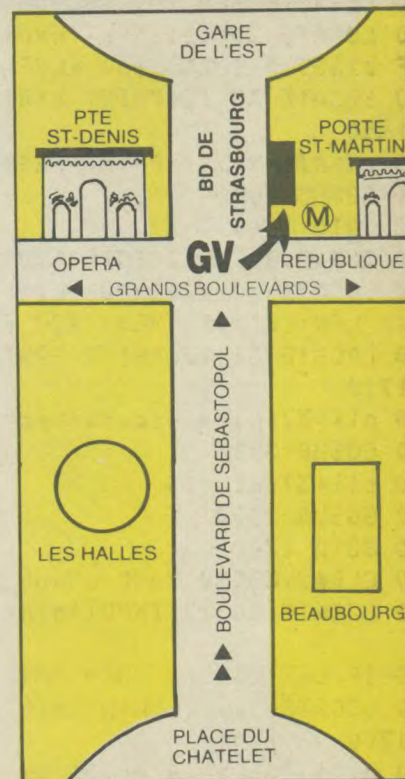 GARE
DE L'EST
PTE
ST-DENIS
BD DE
STRASBOURG
PORTE
ST-MARTIN
M
OPERA
GV
REPUBLIQUE
GRANDS BOULEVARDS
BOULEVARD DE SEBASTOPOL
LES HALLES
BEAUBOURG
PLACE DU
CHATELET